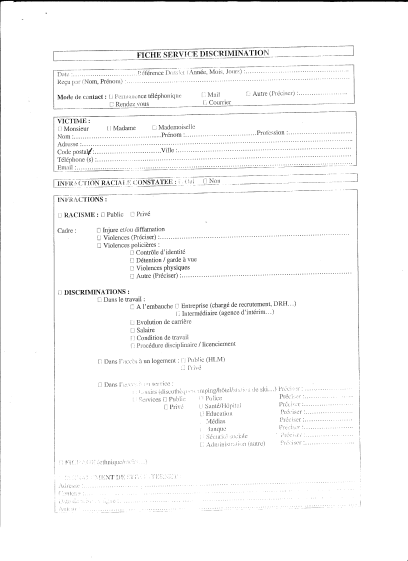 FICHE SERVICE DISCRIMINATION
Date :.......................Référence Dossier (Année, Mois, Jour) :...............................
Reçu par (Nom, Prénom) :
Mode de contact : □ Permanence téléphonique □ Mail □ Autre (Préciser) :...............
□ Rendez vous □ Courrier
VICTIME :
□ Monsieur □ Madame □ Mademoiselle
Nom :...............................Prénom :...............................Profession :......................
Adresse :.......................................................................................
Code postal :.......................Ville :.......................................................
Téléphone (s) :................................................................................
Email :.........................................................................................
INFRACTION RACIALE CONSTATEE : □ Oui □ Non
INFRACTIONS :
□ RACISME : □ Public □ Privé
Cadre : □ Injure et/ou diffamation
□ Violences (Préciser) :.......................................................
□ Violences policières :
□ Contrôle d'identité
□ Détention / garde à vue
□ Violences physiques
□ Autre (Préciser) :.......................................................
□ DISCRIMINATIONS :
□ Dans le travail :
□ A l'embauche □ Entreprise (chargé de recrutement, DRH…)
□ Intermédiaire (agence d'intérim…)
□ Evolution de carrière
□ Salaire
□ Condition de travail
□ Procédure disciplinaire / licenciement
□ Dans l'accès à un logement : □ Public (HLM)
□ Privé
□ Dans l'accès à un service :
Préciser :...............
□ Services □ Public □ Police Préciser :...............
□ Privé □ Santé/Hôpital Préciser :...............
□ Education Préciser :...............
□ Médias Préciser :...............
□ Banque Préciser :...............
□ Sécurité sociale Préciser :...............
□ Administration (autre) Préciser :...............
Adresse :